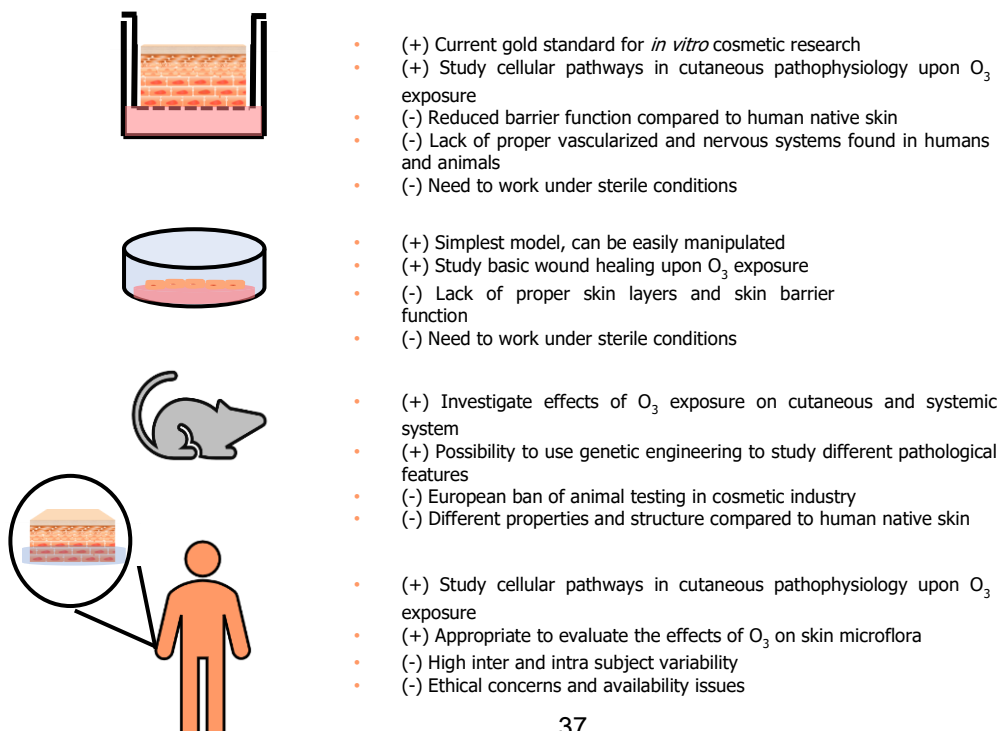 • (+) Current gold standard for in vitro cosmetic research
• (+) Study cellular pathways in cutaneous pathophysiology upon O₃
exposure
• (-) Reduced barrier function compared to human native skin
• (-) Lack of proper vascularized and nervous systems found in humans
and animals
• (-) Need to work under sterile conditions
• (+) Simplest model, can be easily manipulated
• (+) Study basic wound healing upon O₃ exposure
• (-) Lack of proper skin layers and skin barrier
function
• (-) Need to work under sterile conditions
• (+) Investigate effects of O₃ exposure on cutaneous and systemic
system
• (+) Possibility to use genetic engineering to study different pathological
features
• (-) European ban of animal testing in cosmetic industry
• (-) Different properties and structure compared to human native skin
• (+) Study cellular pathways in cutaneous pathophysiology upon O₃
exposure
• (+) Appropriate to evaluate the effects of O₃ on skin microflora
• (-) High inter and intra subject variability
• (-) Ethical concerns and availability issues
37